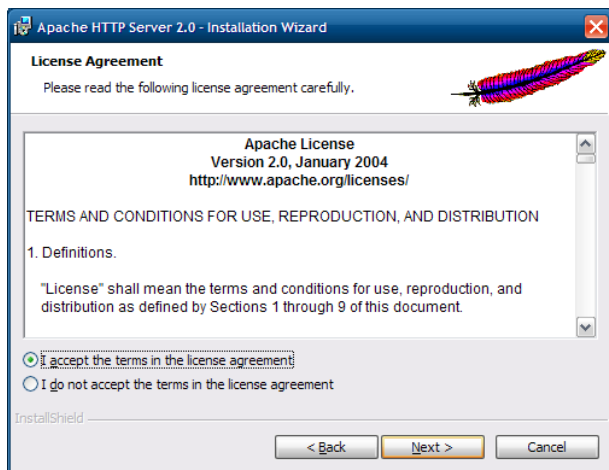 Apache HTTP Server 2.0 - Installation Wizard
License Agreement
Please read the following license agreement carefully.
Apache License
Version 2.0, January 2004
http://www.apache.org/licenses/
TERMS AND CONDITIONS FOR USE, REPRODUCTION, AND DISTRIBUTION
1. Definitions.
"License" shall mean the terms and conditions for use, reproduction, and
distribution as defined by Sections 1 through 9 of this document.
I accept the terms in the license agreement
I do not accept the terms in the license agreement
InstallShield
< Back Next > Cancel